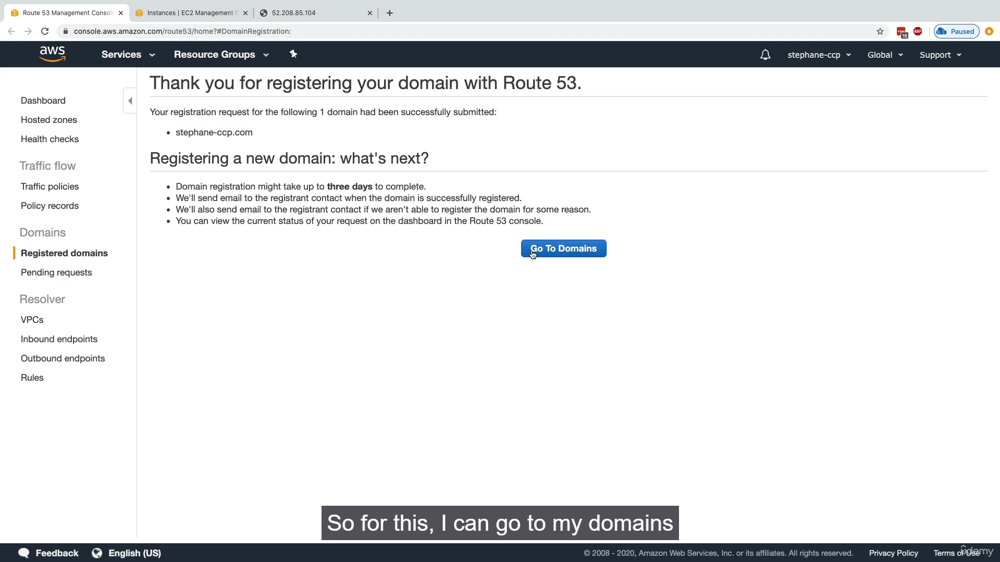 Route 53 Management Console
Instances | EC2 Management C
52.208.85.104
console.aws.amazon.com/route53/home?#DomainRegistration:
16
ABP
Paused
aws
Services
Resource Groups
stephane-ccp
Global
Support
Dashboard
Hosted zones
Health checks
Traffic flow
Traffic policies
Policy records
Domains
Registered domains
Pending requests
Resolver
VPCs
Inbound endpoints
Outbound endpoints
Rules
Thank you for registering your domain with Route 53.
Your registration request for the following 1 domain had been successfully submitted:
• stephane-ccp.com
Registering a new domain: what's next?
• Domain registration might take up to three days to complete.
• We'll send email to the registrant contact when the domain is successfully registered.
• We'll also send email to the registrant contact if we aren't able to register the domain for some reason.
• You can view the current status of your request on the dashboard in the Route 53 console.
Go To Domains
So for this, I can go to my domains
Feedback
English (US)
© 2008 - 2020, Amazon Web Services, Inc. or its affiliates. All rights reserved.
Privacy Policy
Terms of Use
ûdemy